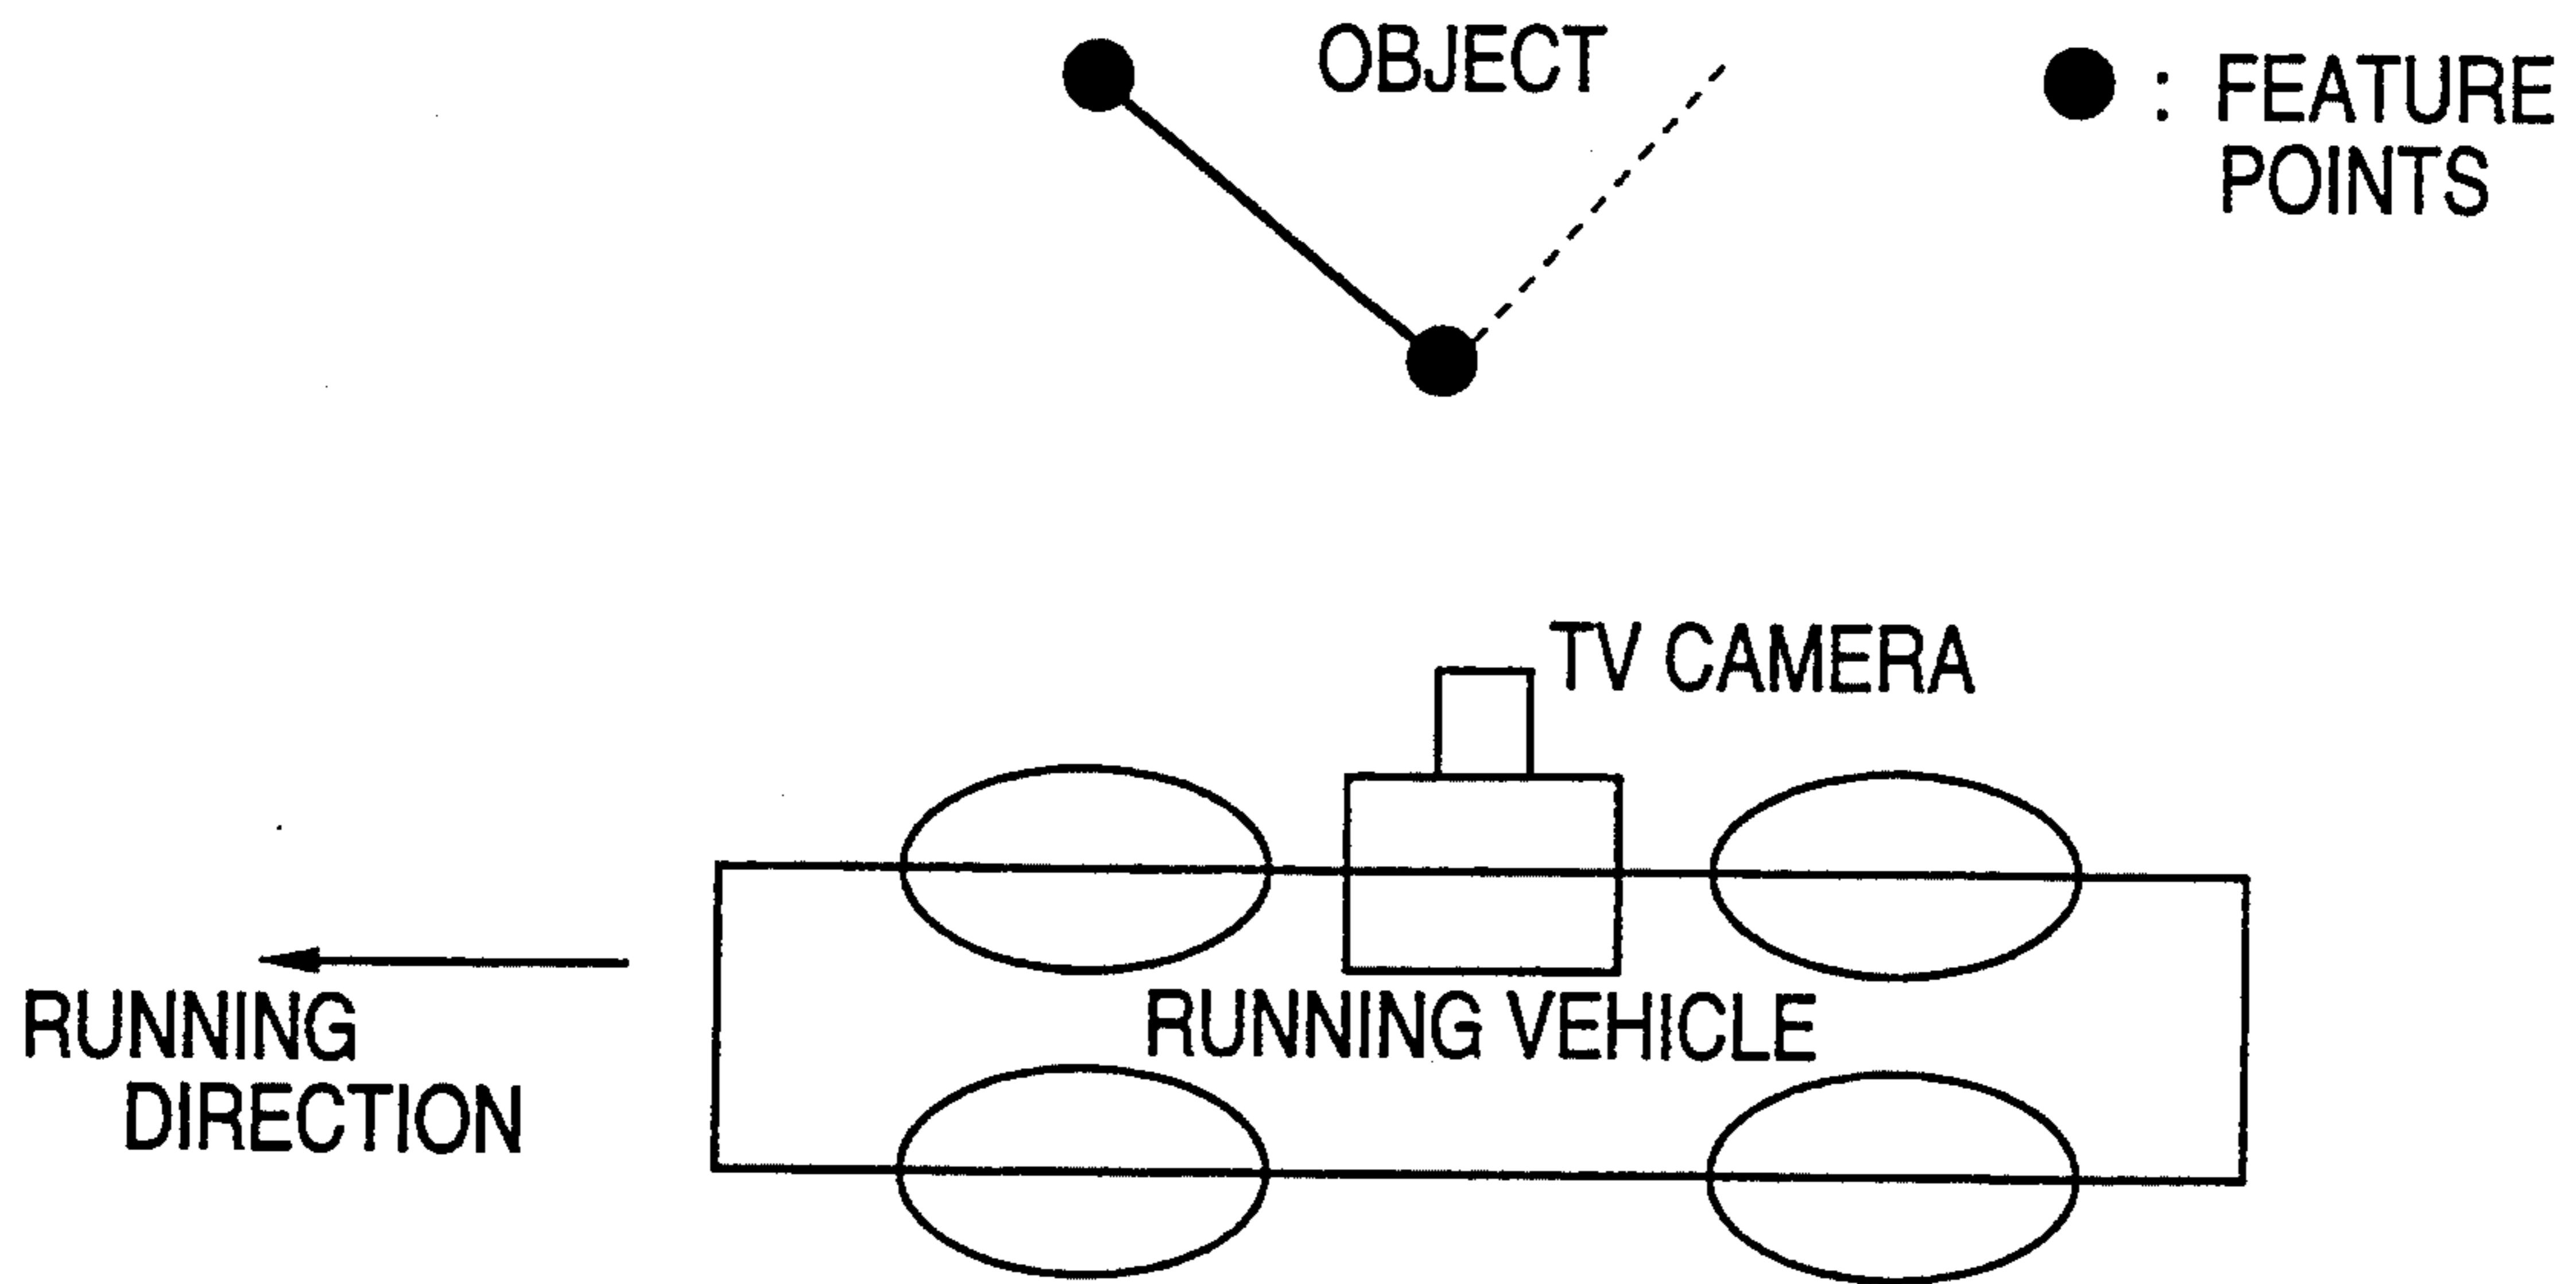 OBJECT
: FEATURE
POINTS
TV CAMERA
RUNNING VEHICLE
RUNNING
DIRECTION